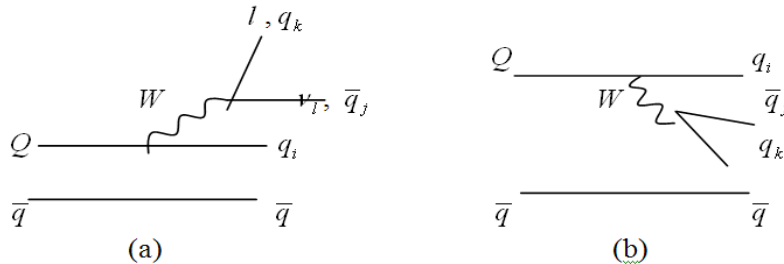 l , q_k
W
ν_l, q̄_j
Q
q_i
q̄
q̄
(a)
Q
q_i
W
q̄_j
q_k
q̄
q̄
(b)